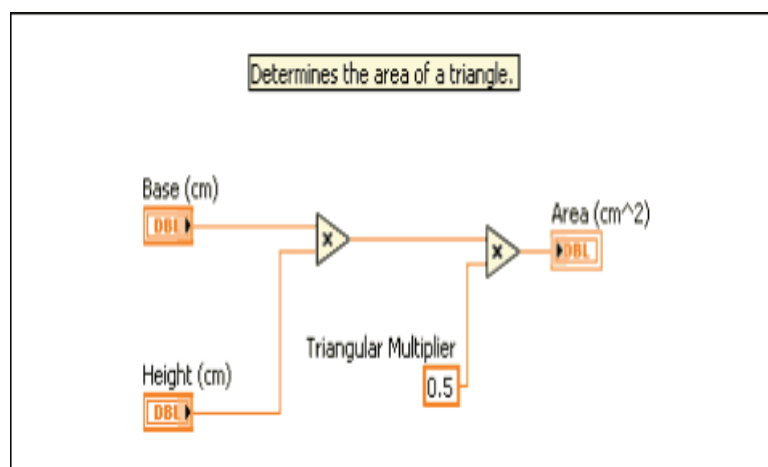 Determines the area of a triangle.
Base (cm)
DBL
x
x
Area (cm^2)
DBL
Triangular Multiplier
0.5
Height (cm)
DBL